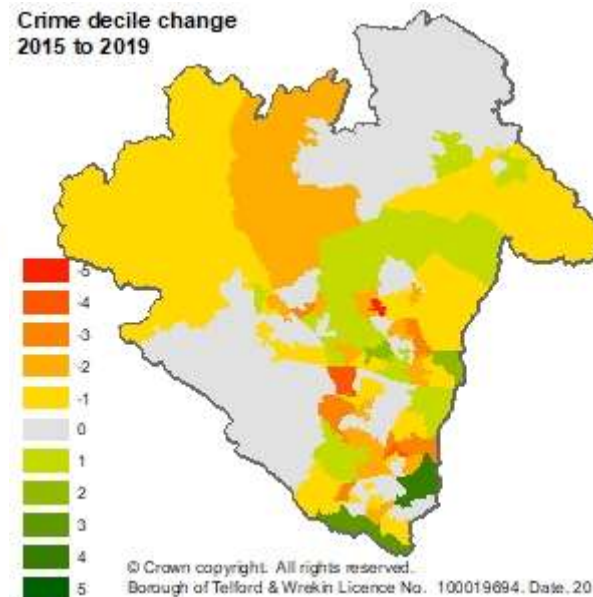 Crime decile change
2015 to 2019
-5
-4
-3
-2
-1
0
1
2
3
4
5
© Crown copyright. All rights reserved.
Borough of Telford & Wrekin Licence No. 100019694. Date. 20